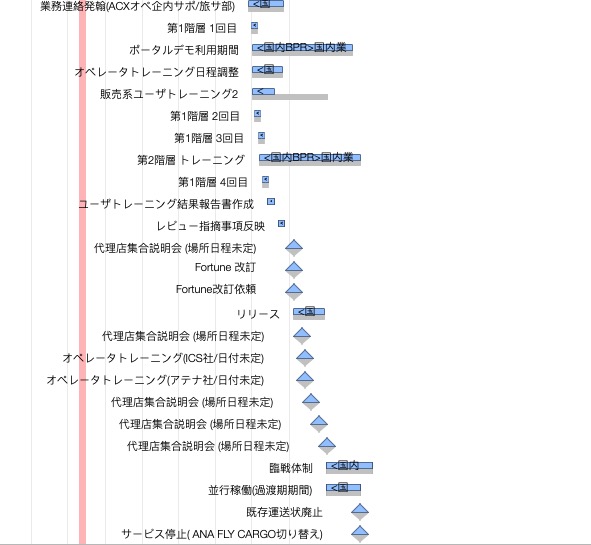 業務連絡発翰(ACXオペ企内サポ/旅サ部) <国
第1階層 1回目 <
ポータルデモ利用期間 <国内BPR>国内業
オペレータトレーニング日程調整 <国
販売系ユーザトレーニング2 <
第1階層 2回目 <
第1階層 3回目 <
第2階層 トレーニング <国内BPR>国内業
第1階層 4回目 <
ユーザトレーニング結果報告書作成 <
レビュー指摘事項反映 <
代理店集合説明会 (場所日程未定)
Fortune 改訂
Fortune改訂依頼
リリース <国
代理店集合説明会 (場所日程未定)
オペレータトレーニング(ICS社/日付未定)
オペレータトレーニング(アテナ社/日付未定)
代理店集合説明会 (場所日程未定)
代理店集合説明会 (場所日程未定)
代理店集合説明会 (場所日程未定)
臨戦体制 <国内
並行稼働(過渡期期間) <国
既存運送状廃止
サービス停止( ANA FLY CARGO切り替え)